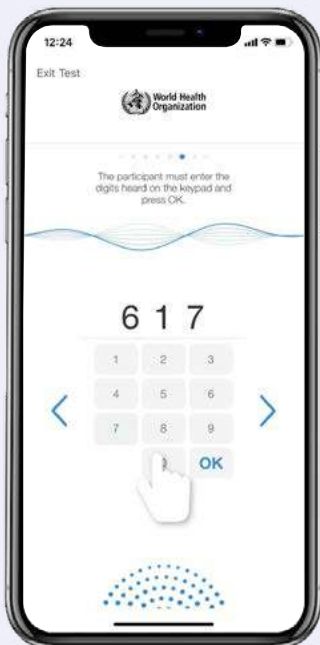 12:24
Exit Test
World Health
Organization
The participant must enter the
digits heard on the keypad and
press OK.
6 1 7
1 2 3
4 5 6
7 8 9
OK